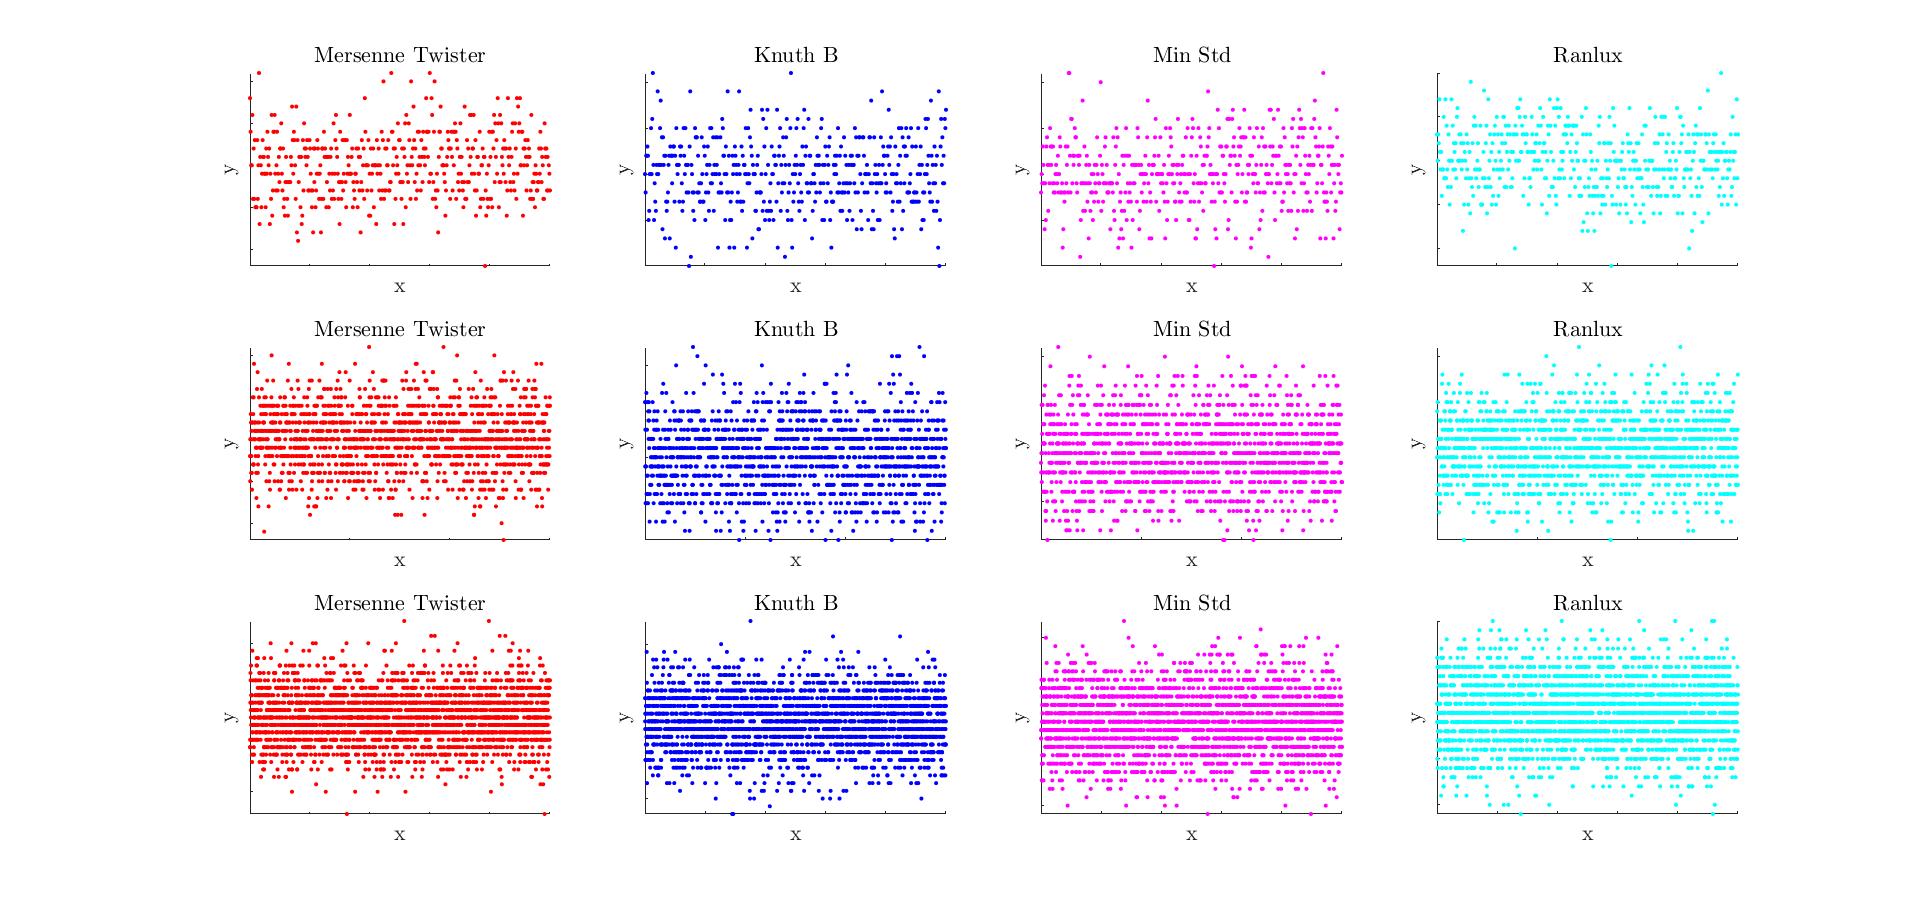 Mersenne Twister
Knuth B
Min Std
Ranlux
y
y
y
y
x
x
x
x
Mersenne Twister
Knuth B
Min Std
Ranlux
y
y
y
y
x
x
x
x
Mersenne Twister
Knuth B
Min Std
Ranlux
y
y
y
y
x
x
x
x